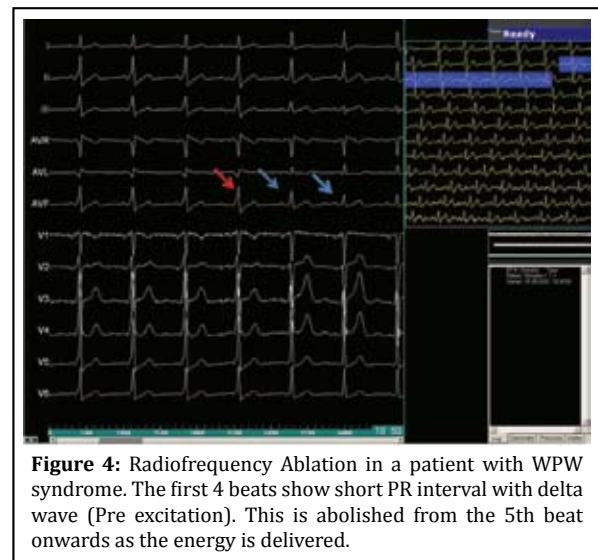 Ready
II
AVR
AVL
AVF
V1
V2
V3
V4
V6
Figure 4: Radiofrequency Ablation in a patient with WPW
syndrome. The first 4 beats show short PR interval with delta
wave (Pre excitation). This is abolished from the 5th beat
onwards as the energy is delivered.